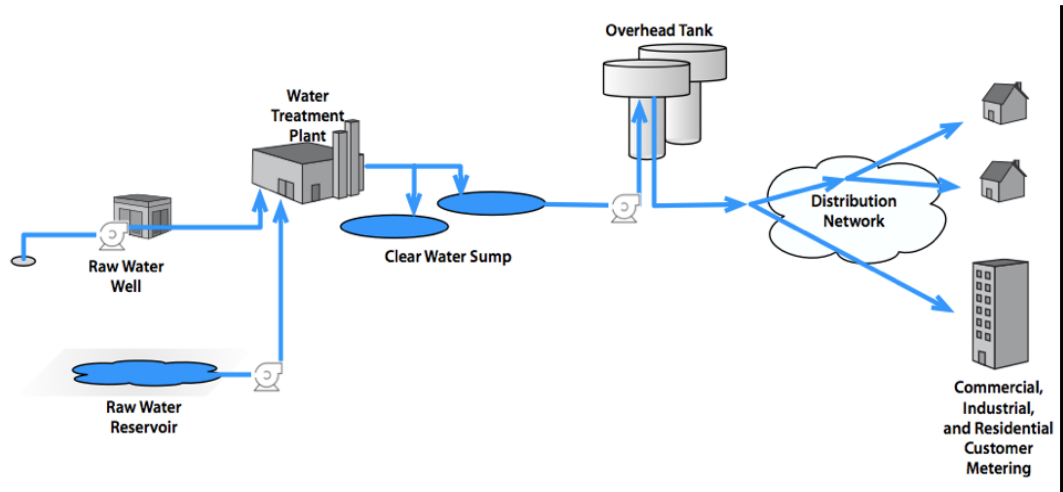 Overhead Tank
Water
Treatment
Plant
Distribution
Network
Clear Water Sump
Raw Water
Well
Raw Water
Reservoir
Commercial,
Industrial,
and Residential
Customer
Metering